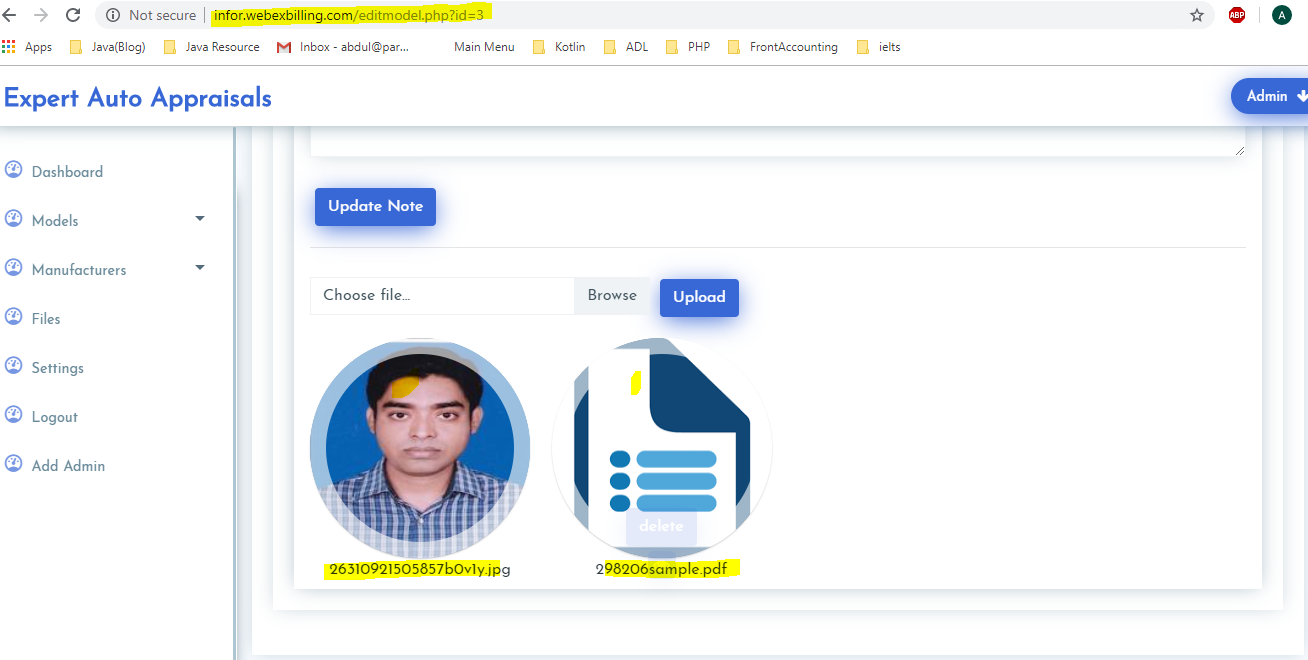 Not secure | infor.webexbilling.com/editmodel.php?id=3 ABP A
Apps Java(Blog) Java Resource Inbox - abdul@par... Main Menu Kotlin ADL PHP FrontAccounting ielts
Expert Auto Appraisals
Admin
Dashboard
Models
Manufacturers
Files
Settings
Logout
Add Admin
Update Note
Choose file... Browse Upload
delete
26310921505857b0v1y.jpg 298206sample.pdf